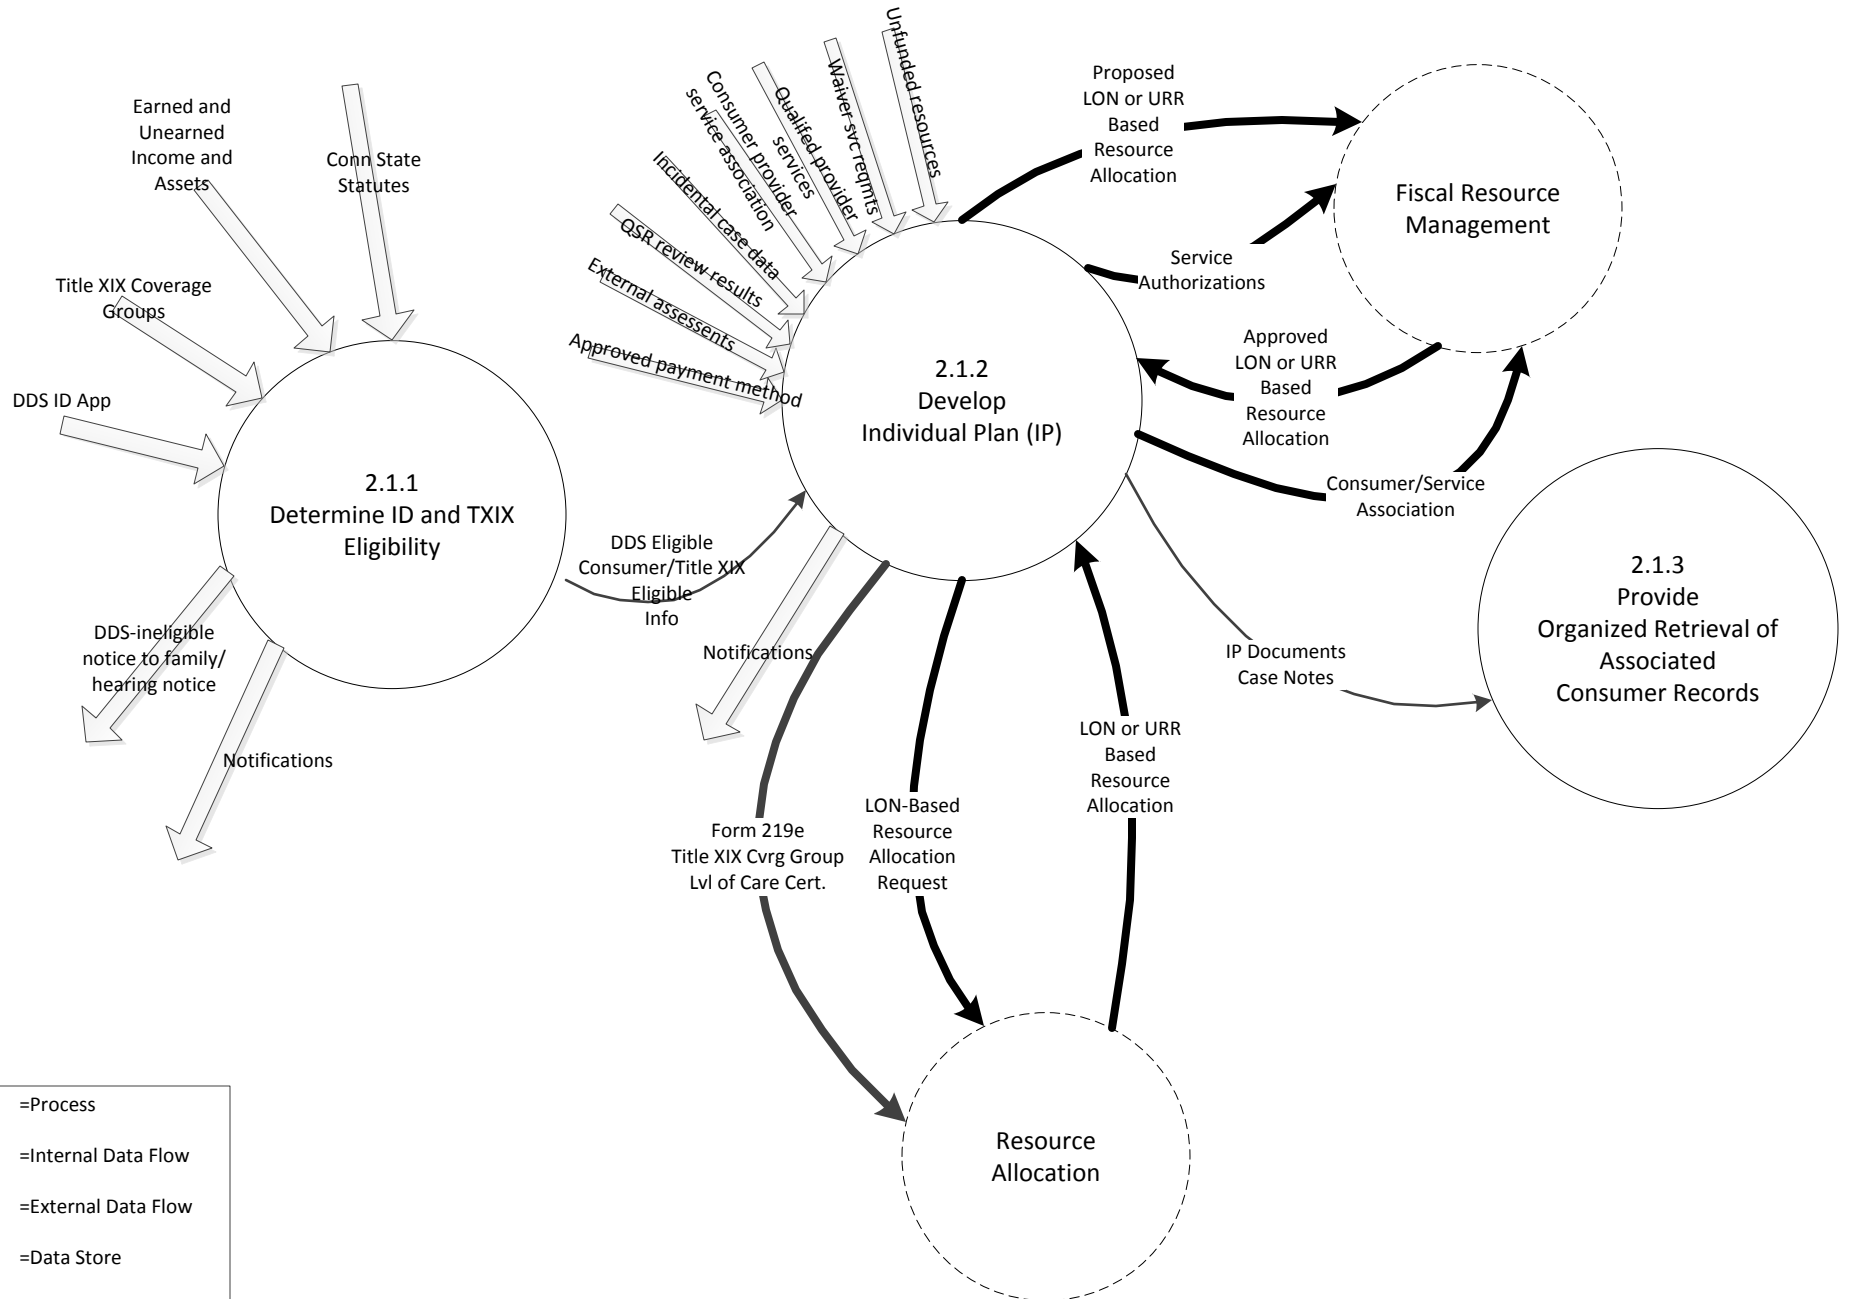 Earned and
Unearned
Income and
Assets
Conn State
Statutes
Title XIX Coverage
Groups
DDS ID App
2.1.1
Determine ID and TXIX
Eligibility
DDS-ineligible
notice to family/
hearing notice
Notifications
DDS Eligible
Consumer/Title XIX
Eligible
Info
Unfunded resources
Waiver svc reqmts
Qualifed provider
services
Consumer provider
service association
Incidental case data
QSR review results
External assessents
Approved payment method
2.1.2
Develop
Individual Plan (IP)
Notifications
Proposed
LON or URR
Based
Resource
Allocation
Service
Authorizations
Approved
LON or URR
Based
Resource
Allocation
Consumer/Service
Association
Fiscal Resource
Management
2.1.3
Provide
Organized Retrieval of
Associated
Consumer Records
IP Documents
Case Notes
LON or URR
Based
Resource
Allocation
LON-Based
Resource
Allocation
Request
Form 219e
Title XIX Cvrg Group
Lvl of Care Cert.
Resource
Allocation
=Process
=Internal Data Flow
=External Data Flow
=Data Store